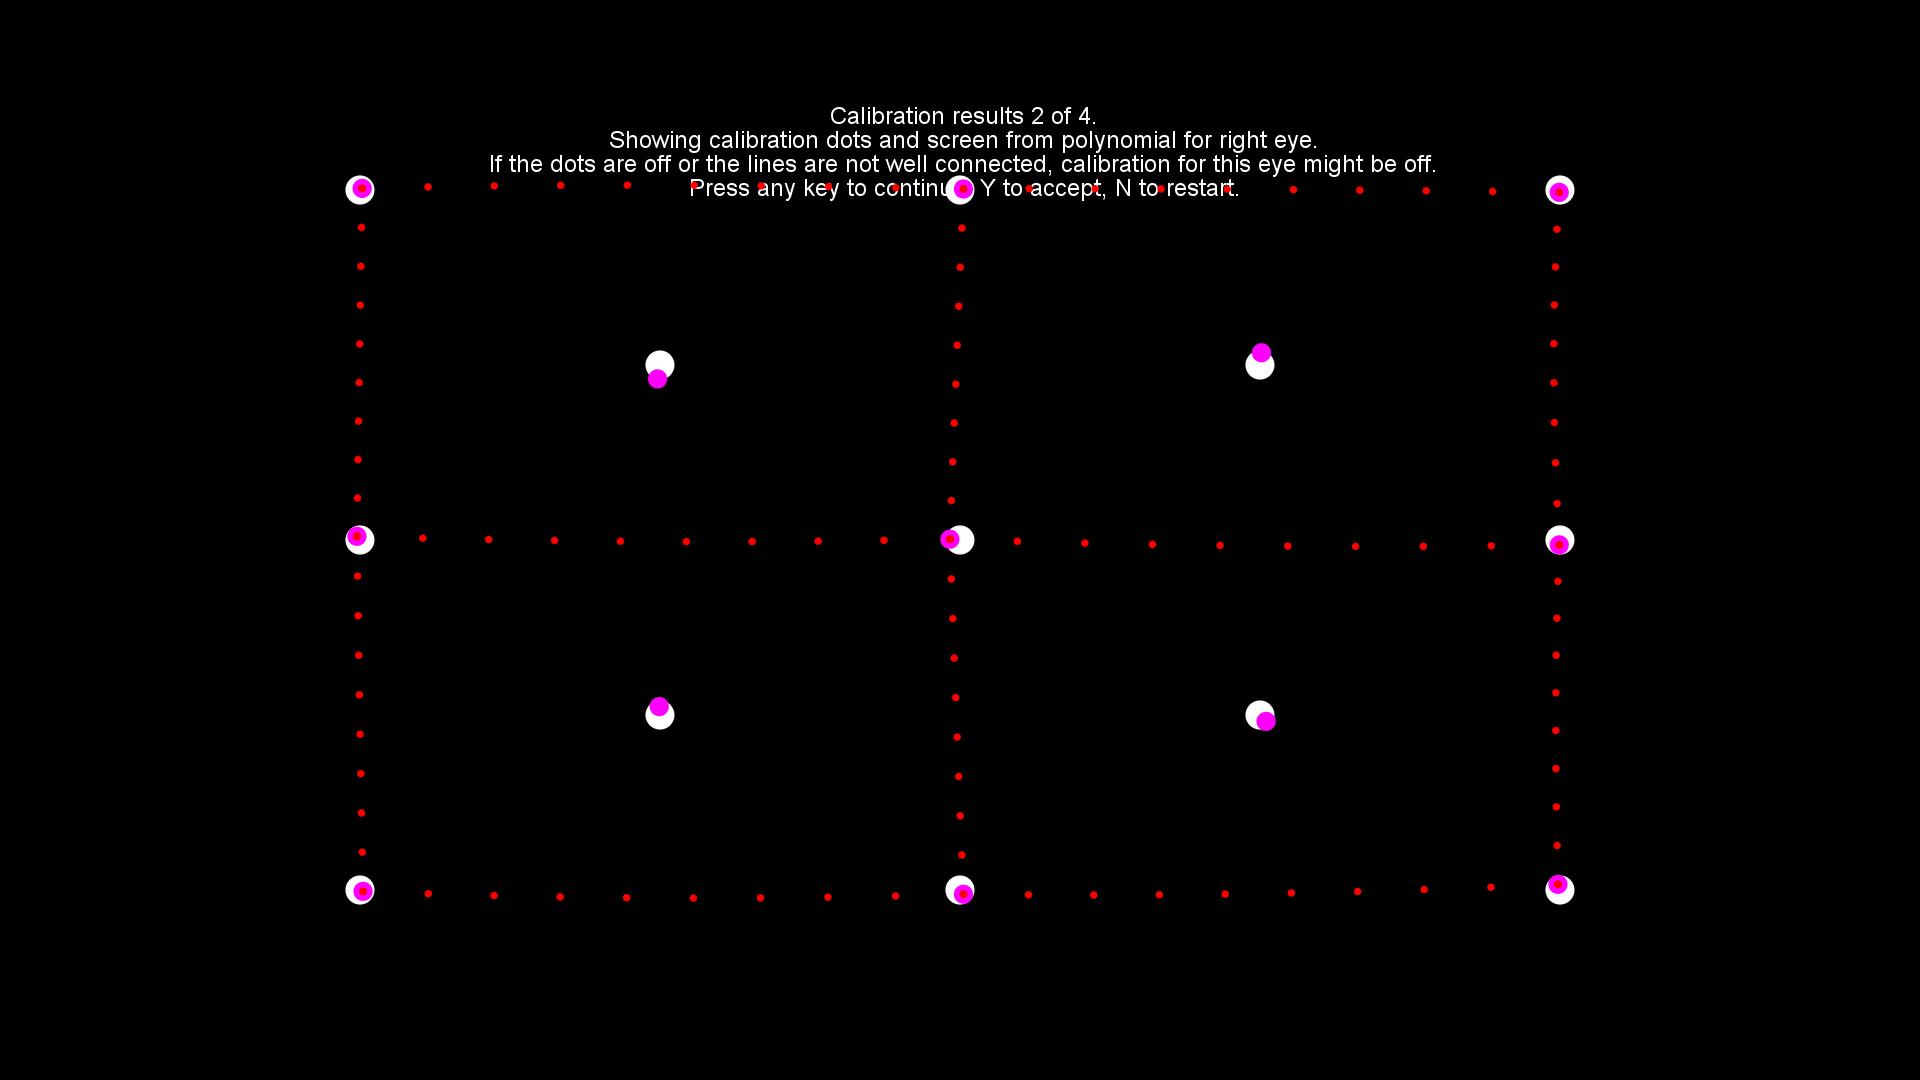 Calibration results 2 of 4.
Showing calibration dots and screen from polynomial for right eye.
If the dots are off or the lines are not well connected, calibration for this eye might be off.
Press any key to continue, Y to accept, N to restart.